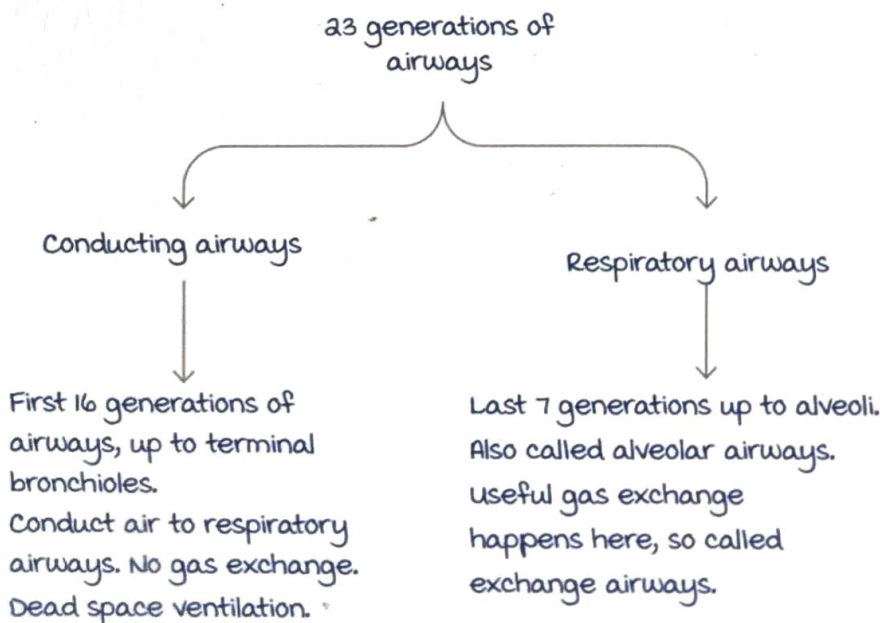 23 generations of
airways
Conducting airways
Respiratory airways
First 16 generations of
airways, up to terminal
bronchioles.
Conduct air to respiratory
airways. No gas exchange.
Dead space ventilation.
Last 7 generations up to alveoli.
Also called alveolar airways.
Useful gas exchange
happens here, so called
exchange airways.